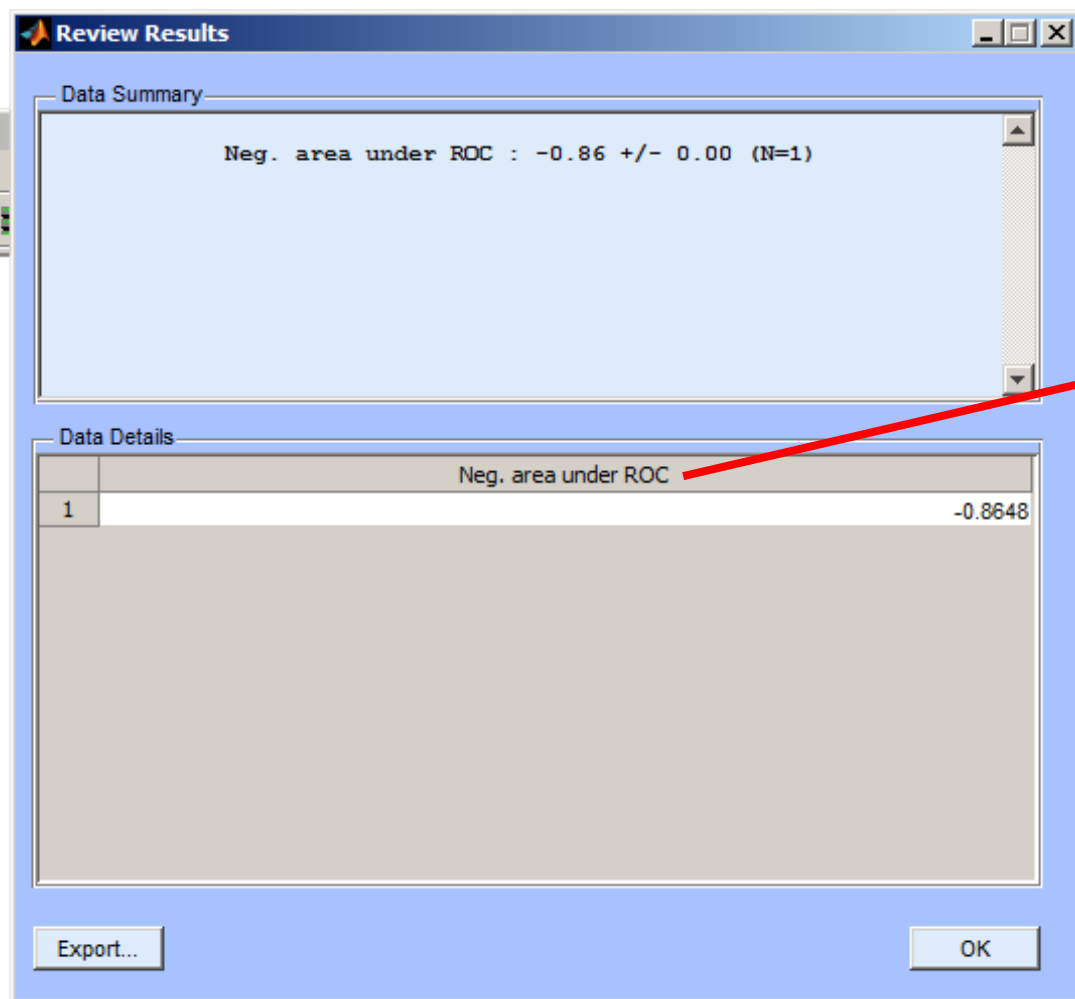 Review Results
Data Summary
Neg. area under ROC : -0.86 +/- 0.00 (N=1)
Data Details
Neg. area under ROC
1 -0.8648
Export... OK